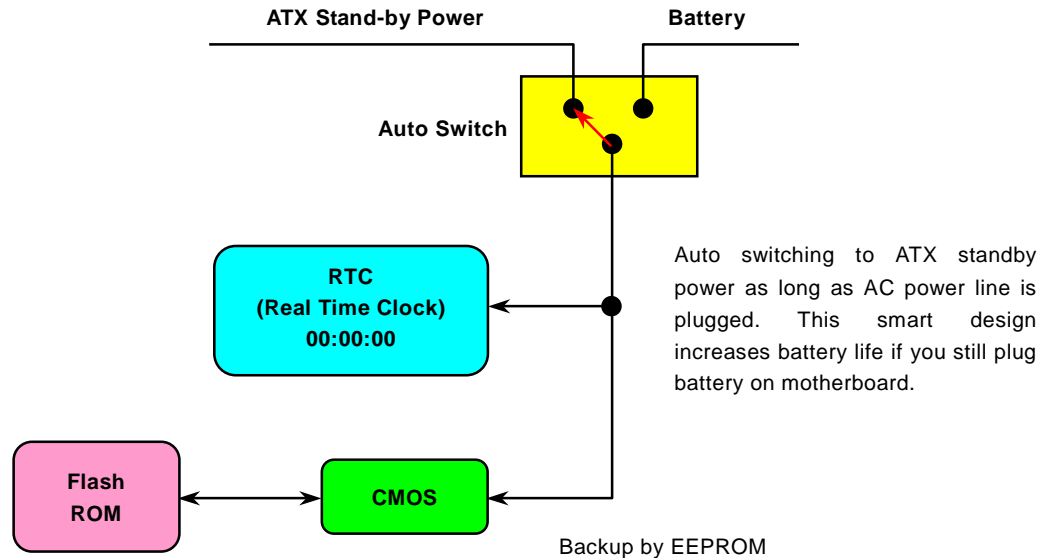 ATX Stand-by Power
Battery
Auto Switch
RTC
(Real Time Clock)
00:00:00
Auto switching to ATX standby
power as long as AC power line is
plugged. This smart design
increases battery life if you still plug
battery on motherboard.
Flash
ROM
CMOS
Backup by EEPROM